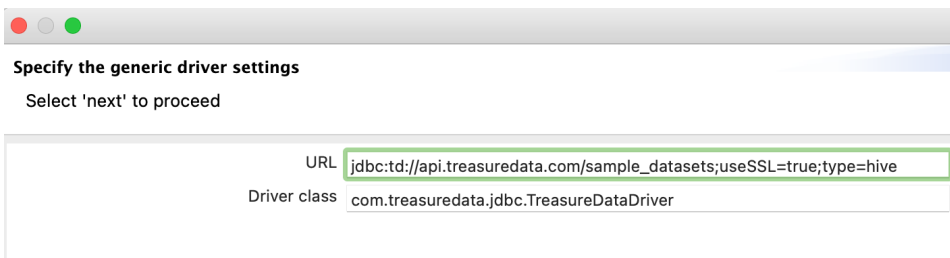 Specify the generic driver settings
Select 'next' to proceed
URL jdbc:td://api.treasuredata.com/sample_datasets;useSSL=true;type=hive
Driver class com.treasuredata.jdbc.TreasureDataDriver